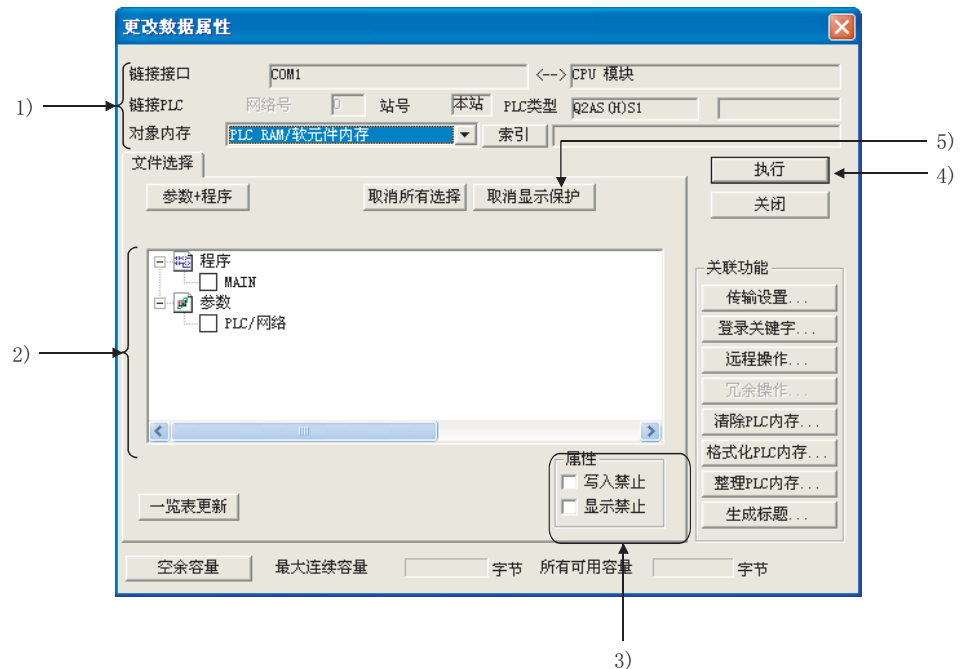 更改数据属性
链接接口 COM1 <--> CPU 模块
1)
链接PLC 网络号 0 站号 本站 PLC类型 Q2AS(H)S1
对象内存 PLC RAM/软元件内存 索引
5)
文件选择
执行
4)
参数+程序 取消所有选择 取消显示保护
关闭
程序
MAIN
参数
PLC/网络
2)
关联功能
传输设置...
登录关键字...
远程操作...
冗余操作...
清除PLC内存...
格式化PLC内存...
整理PLC内存...
生成标题...
属性
写入禁止
显示禁止
一览表更新
空余容量 最大连续容量 字节 所有可用容量 字节
3)